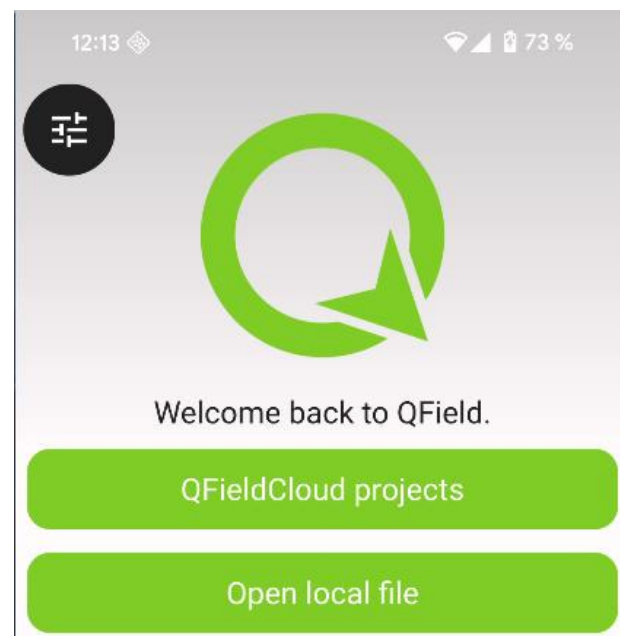 12:13 73 %
Welcome back to QField.
QFieldCloud projects
Open local file